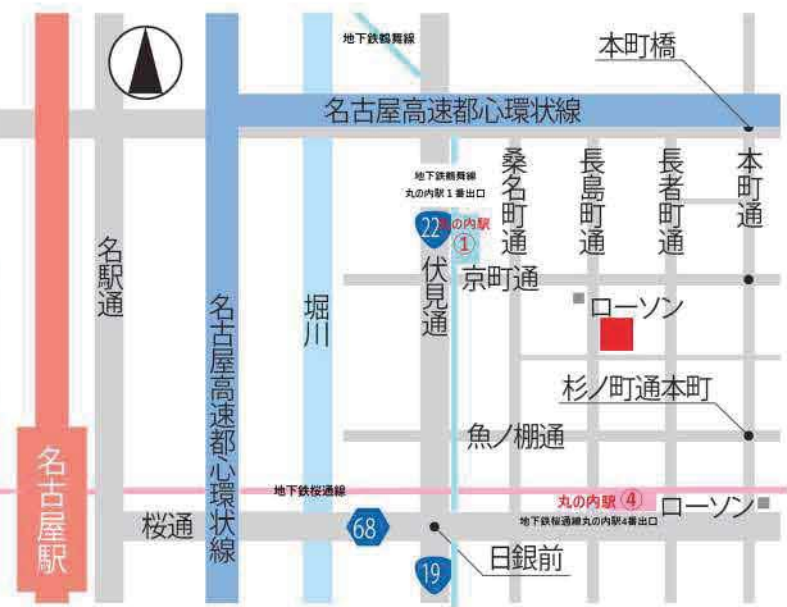 地下鉄鶴舞線
本町橋
名古屋高速都心環状線
地下鉄鶴舞線
丸の内駅1番出口
桑名町通
長島町通
長者町通
本町通
22
丸の内駅
①
名駅通
伏見通
京町通
名古屋高速都心環状線
堀川
ローソン
杉ノ町通本町
魚ノ棚通
名古屋駅
地下鉄桜通線
丸の内駅④
ローソン
地下鉄桜通線丸の内駅4番出口
桜通
68
日銀前
19